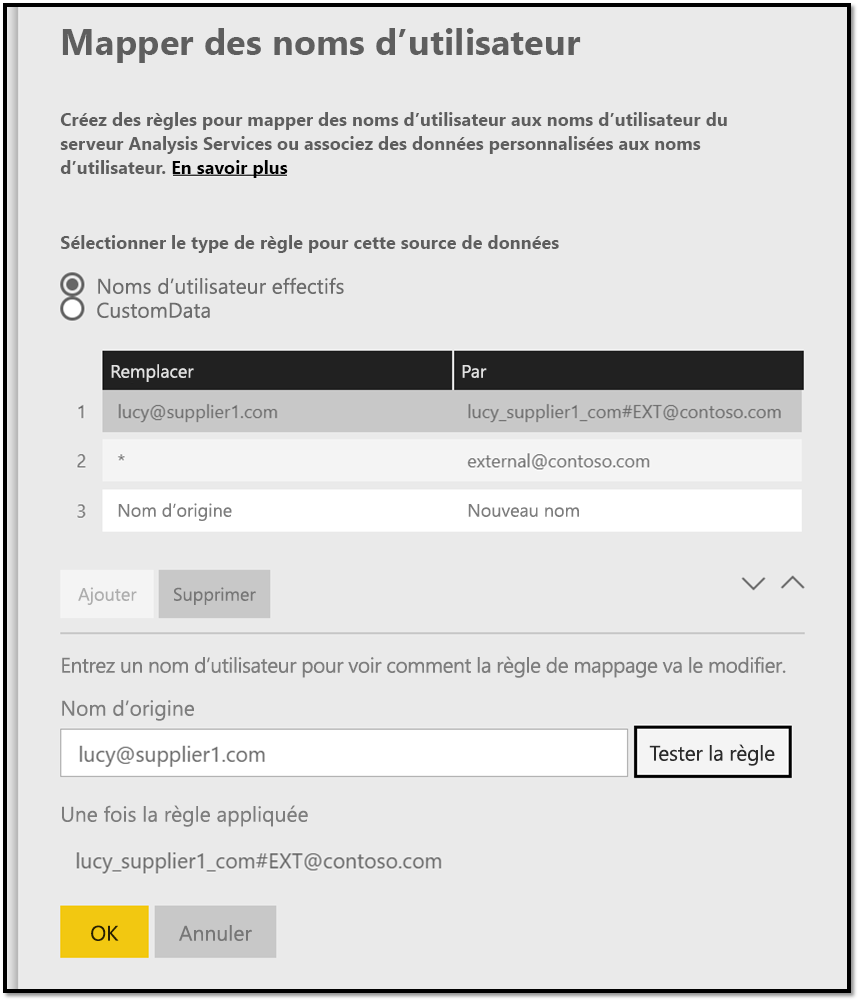 Mapper des noms d’utilisateur
Créez des règles pour mapper des noms d’utilisateur aux noms d’utilisateur du
serveur Analysis Services ou associez des données personnalisées aux noms
d’utilisateur. En savoir plus
Sélectionner le type de règle pour cette source de données
Noms d’utilisateur effectifs
CustomData
Remplacer Par
1 lucy@supplier1.com lucy_supplier1_com#EXT@contoso.com
2 * external@contoso.com
3 Nom d’origine Nouveau nom
Ajouter Supprimer
Entrez un nom d’utilisateur pour voir comment la règle de mappage va le modifier.
Nom d’origine
lucy@supplier1.com Tester la règle
Une fois la règle appliquée
lucy_supplier1_com#EXT@contoso.com
OK Annuler